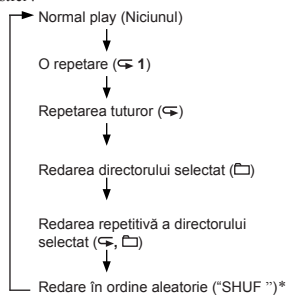 Normal play (Niciunul)
O repetare (1)
Repetarea tuturor ()
Redarea directorului selectat ()
Redarea repetitivă a directorului
selectat (, )
Redare în ordine aleatorie (“SHUF ”)*